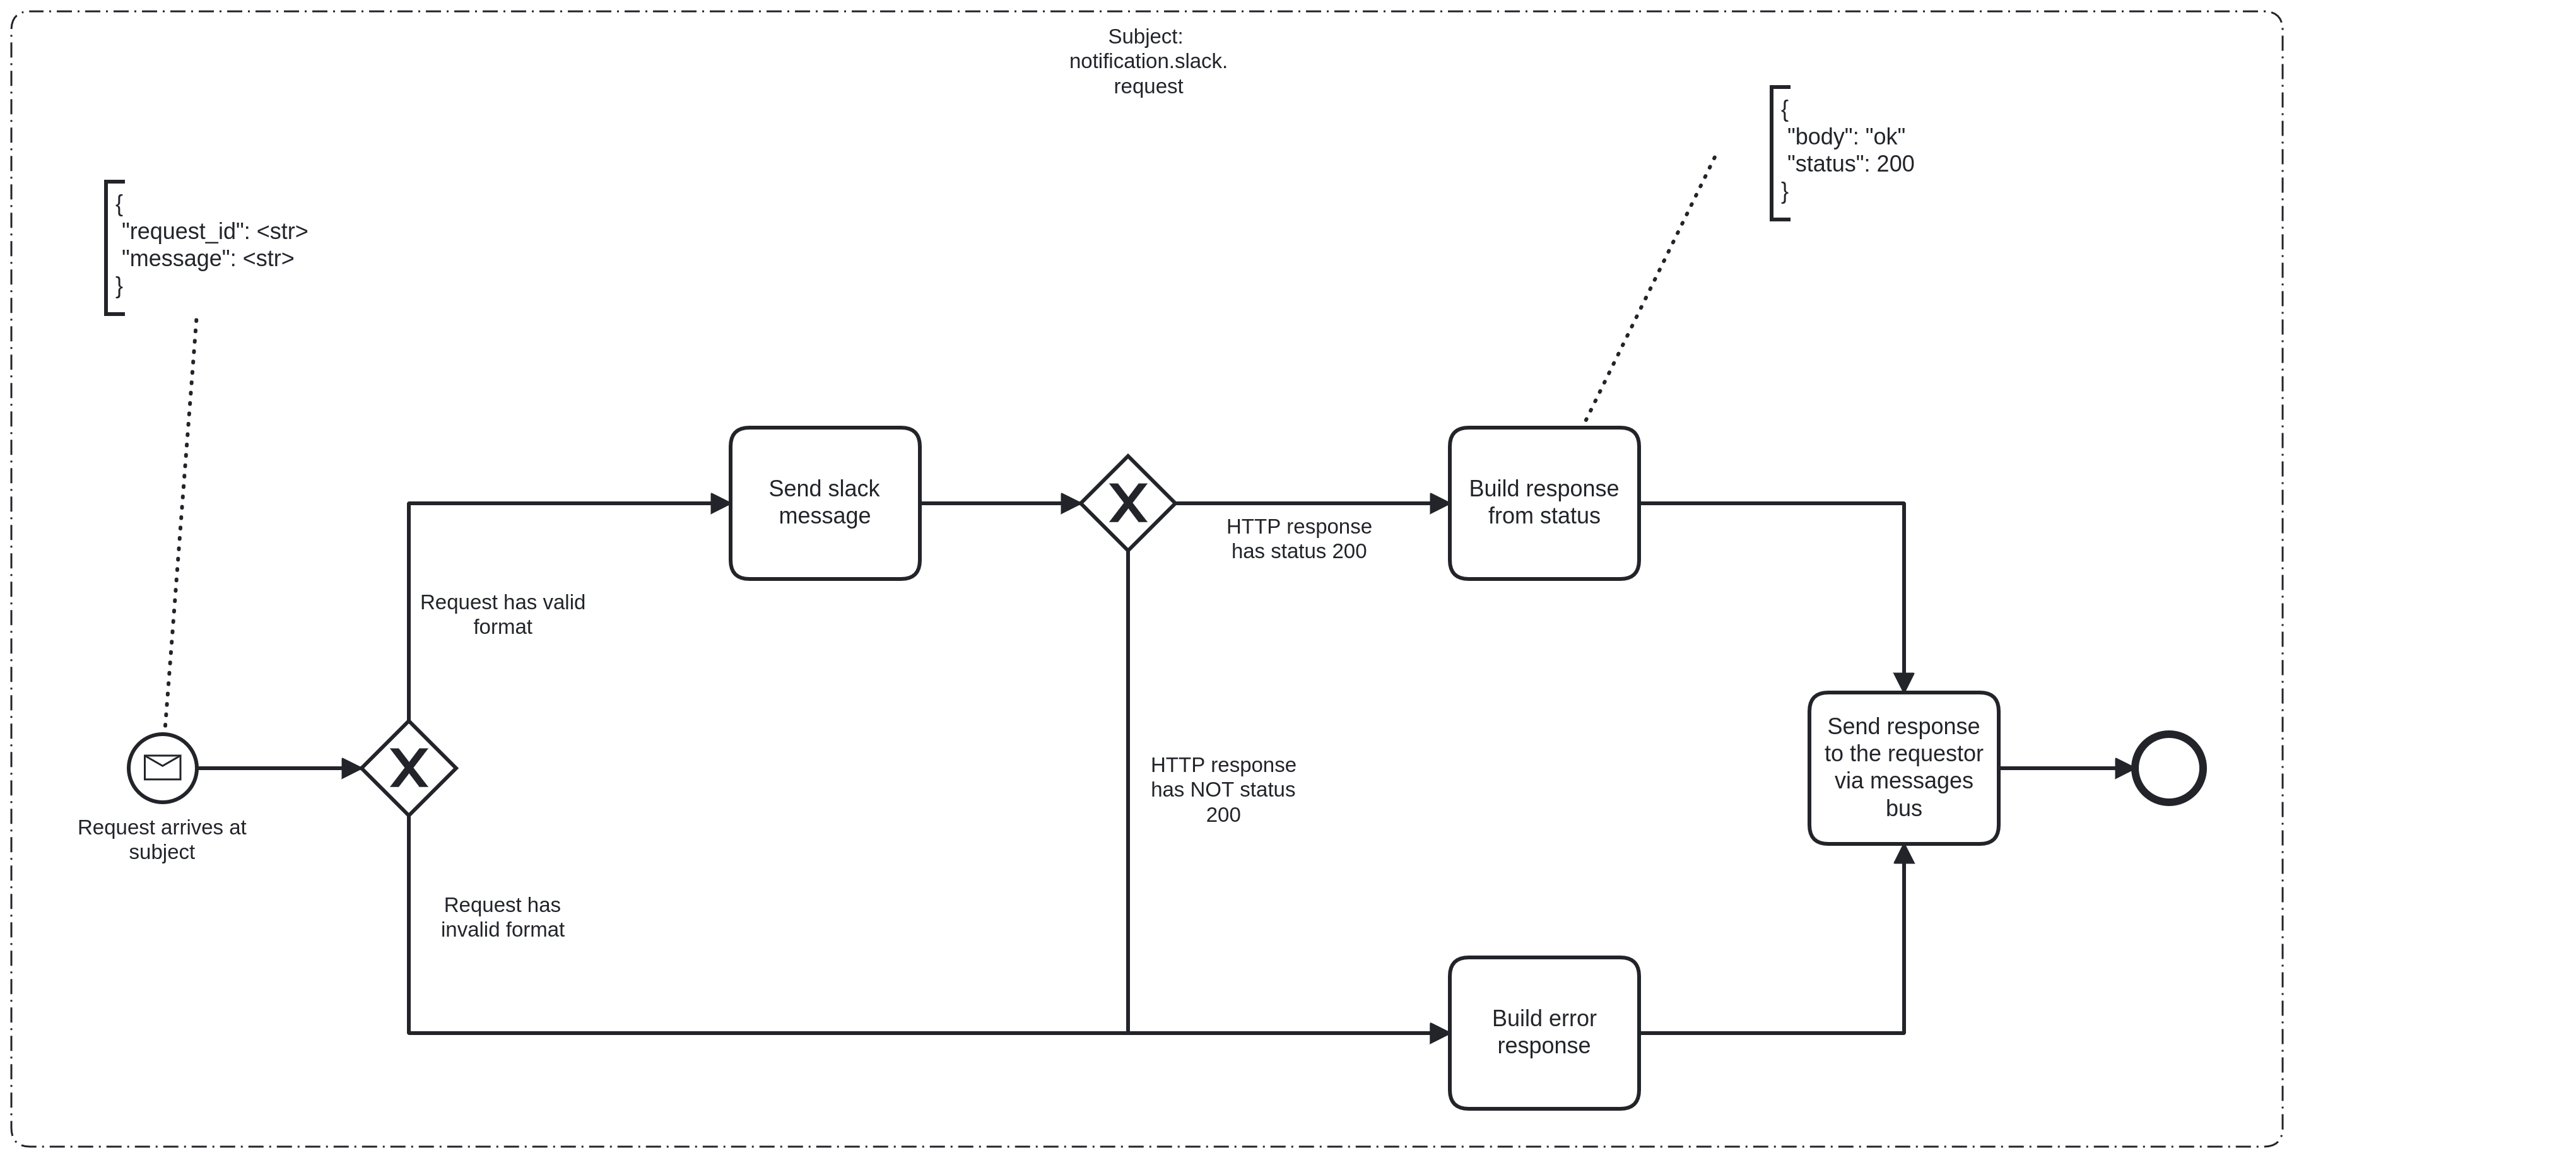 Subject:
notification.slack.
request
{
"body": "ok"
"status": 200
}
{
"request_id": <str>
"message": <str>
}
Send slack
message
X
HTTP response
has status 200
Build response
from status
Request has valid
format
Request arrives at
subject
X
HTTP response
has NOT status
200
Send response
to the requestor
via messages
bus
Request has
invalid format
Build error
response